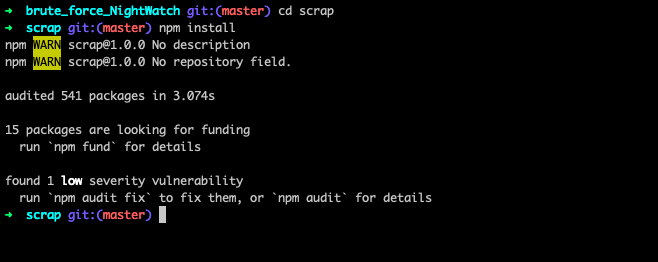 ➜ brute_force_NightWatch git:(master) cd scrap
➜ scrap git:(master) npm install
npm WARN scrap@1.0.0 No description
npm WARN scrap@1.0.0 No repository field.
audited 541 packages in 3.074s
15 packages are looking for funding
run `npm fund` for details
found 1 low severity vulnerability
run `npm audit fix` to fix them, or `npm audit` for details
➜ scrap git:(master)